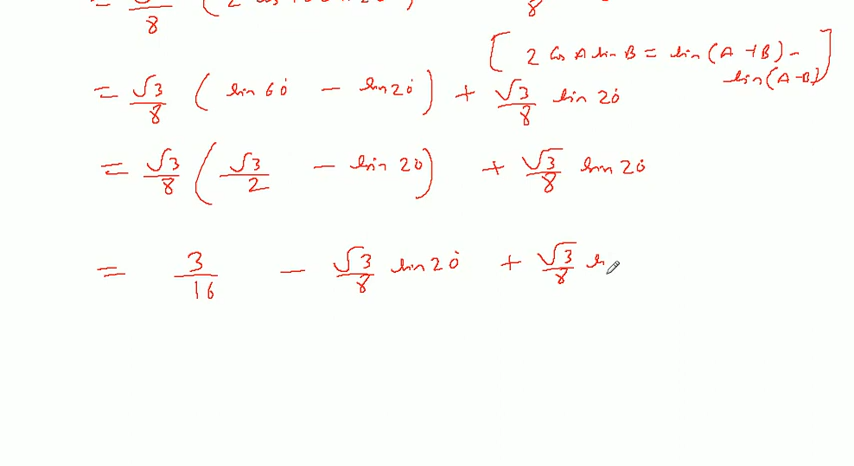 [ 2 cos A sin B = sin (A + B) -
sin (A - B) ]
= √3/8 ( sin 60° - sin 20° ) + √3/8 sin 20°
= √3/8 ( √3/2 - sin 20° ) + √3/8 sin 20°
= 3/16 - √3/8 sin 20° + √3/8